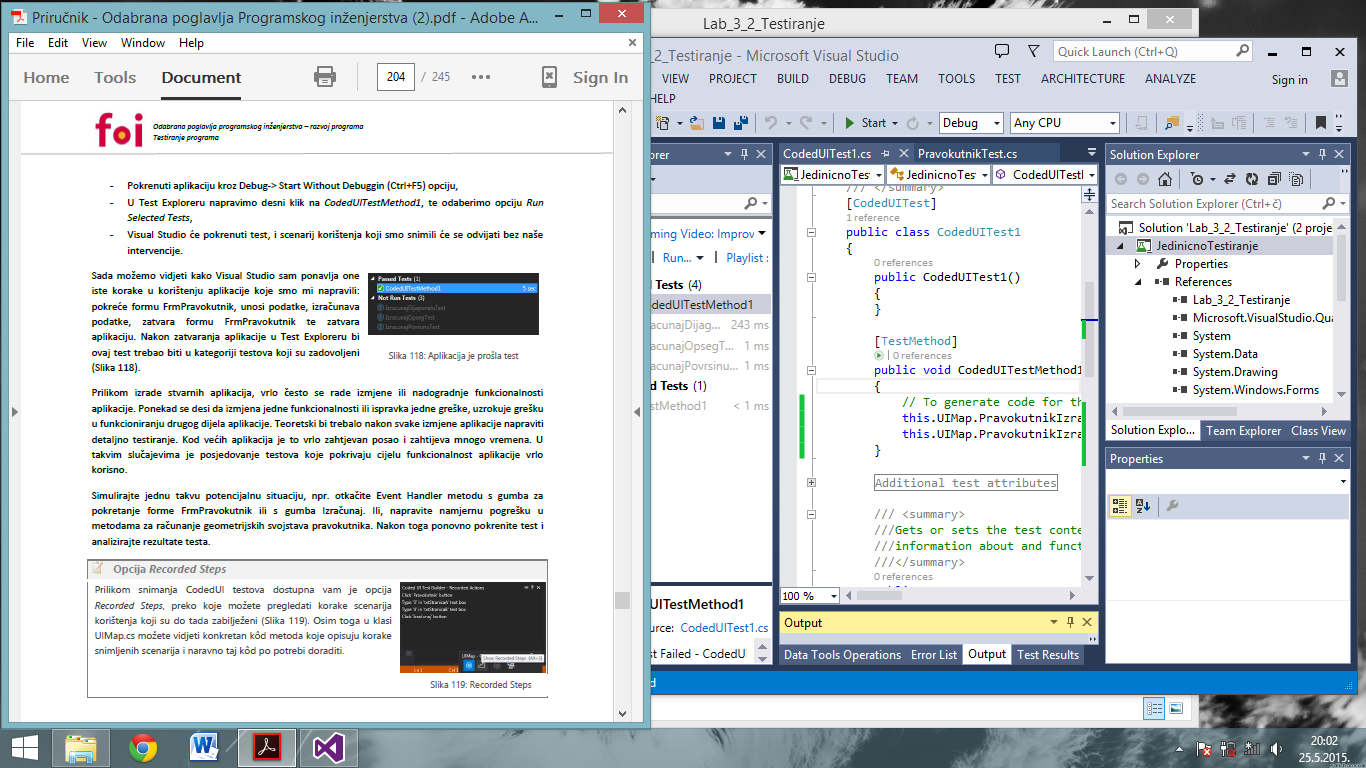 Priručnik - Odabrana poglavlja Programskog inženjerstva (2).pdf - Adobe A...
File Edit View Window Help
Home Tools Document 204 / 245 Sign In
foi
Odabrana poglavlja programskog inženjerstva – razvoj programa
Testiranje programa
- Pokrenuti aplikaciju kroz Debug-> Start Without Debuggin (Ctrl+F5) opciju,
- U Test Exploreru napravimo desni klik na CodedUITestMethod1, te odaberimo opciju Run
Selected Tests,
- Visual Studio će pokrenuti test, i scenarij korištenja koji smo snimili će se odvijati bez naše
intervencije.
Sada možemo vidjeti kako Visual Studio sam ponavlja one
iste korake u korištenju aplikacije koje smo mi napravili:
pokreće formu FrmPravokutnik, unosi podatke, izračunava
podatke, zatvara formu FrmPravokutnik te zatvara
aplikaciju. Nakon zatvaranja aplikacije u Test Exploreru bi
ovaj test trebao biti u kategoriji testova koji su zadovoljeni
(Slika 118).
Passed Tests (1)
CodedUITestMethod1 5 sec
Not Run Tests (3)
IzracunajDijagonaluTest
IzracunajOpsegTest
IzracunajPovrsinuTest
Slika 118: Aplikacija je prošla test
Prilikom izrade stvarnih aplikacija, vrlo često se rade izmjene ili nadogradnje funkcionalnosti
aplikacije. Ponekad se desi da izmjena jedne funkcionalnosti ili ispravka jedne greške, uzrokuje grešku
u funkcioniranju drugog dijela aplikacije. Teoretski bi trebalo nakon svake izmjene aplikacije napraviti
detaljno testiranje. Kod većih aplikacija je to vrlo zahtjevan posao i zahtijeva mnogo vremena. U
takvim slučajevima je posjedovanje testova koje pokrivaju cijelu funkcionalnost aplikacije vrlo
korisno.
Simulirajte jednu takvu potencijalnu situaciju, npr. otkačite Event Handler metodu s gumba za
pokretanje forme FrmPravokutnik ili s gumba Izračunaj. Ili, napravite namjernu pogrešku u
metodama za računanje geometrijskih svojstava pravokutnika. Nakon toga ponovno pokrenite test i
analizirajte rezultate testa.
Opcija Recorded Steps
Prilikom snimanja CodedUI testova dostupna vam je opcija
Recorded Steps, preko koje možete pregledati korake scenarija
korištenja koji su do tada zabilježeni (Slika 119). Osim toga u klasi
UIMap.cs možete vidjeti konkretan kôd metoda koje opisuju korake
snimljenih scenarija i naravno taj kôd po potrebi doraditi.
Coded UI Test Builder - Recorded Actions
Click 'Pravokutnik' button
Click 'Izračunaj' button
UIMap
Show Recorded Steps (Alt+S)
Slika 119: Recorded Steps
Lab_3_2_Testiranje
_2_Testiranje - Microsoft Visual Studio
Quick Launch (Ctrl+Q)
VIEW PROJECT BUILD DEBUG TEAM TOOLS TEST ARCHITECTURE ANALYZE Sign in
HELP
Start Debug Any CPU
orer
ming Video: Improv
Run... Playlist :
d Tests (4)
odedUITestMethod1
racunajDijag... 243 ms
racunajOpsegT... 1 ms
racunajPovrsinu... 1 ms
d Tests (1)
stMethod1 < 1 ms
UITestMethod1
urce: CodedUITest1.cs
st Failed - CodedU
CodedUITest1.cs PravokutnikTest.cs
JedinicnoTes JedinicnoTes CodedUITestI
/// </summary>
[CodedUITest]
1 reference
public class CodedUITest1
{
0 references
public CodedUITest1()
{
}
[TestMethod]
0 references
public void CodedUITestMethod1
{
// To generate code for th
this.UIMap.PravokutnikIzra
this.UIMap.PravokutnikIzra
}
Additional test attributes
/// <summary>
///Gets or sets the test conte
///information about and funct
///</summary>
0 references
100 %
Output
Data Tools Operations Error List Output Test Results
Solution Explorer
Search Solution Explorer (Ctrl+č)
Solution 'Lab_3_2_Testiranje' (2 proje
JedinicnoTestiranje
Properties
References
Lab_3_2_Testiranje
Microsoft.VisualStudio.Qua
System
System.Data
System.Drawing
System.Windows.Forms
Solution Explo... Team Explorer Class View
Properties
d
20:02
25.5.2015.